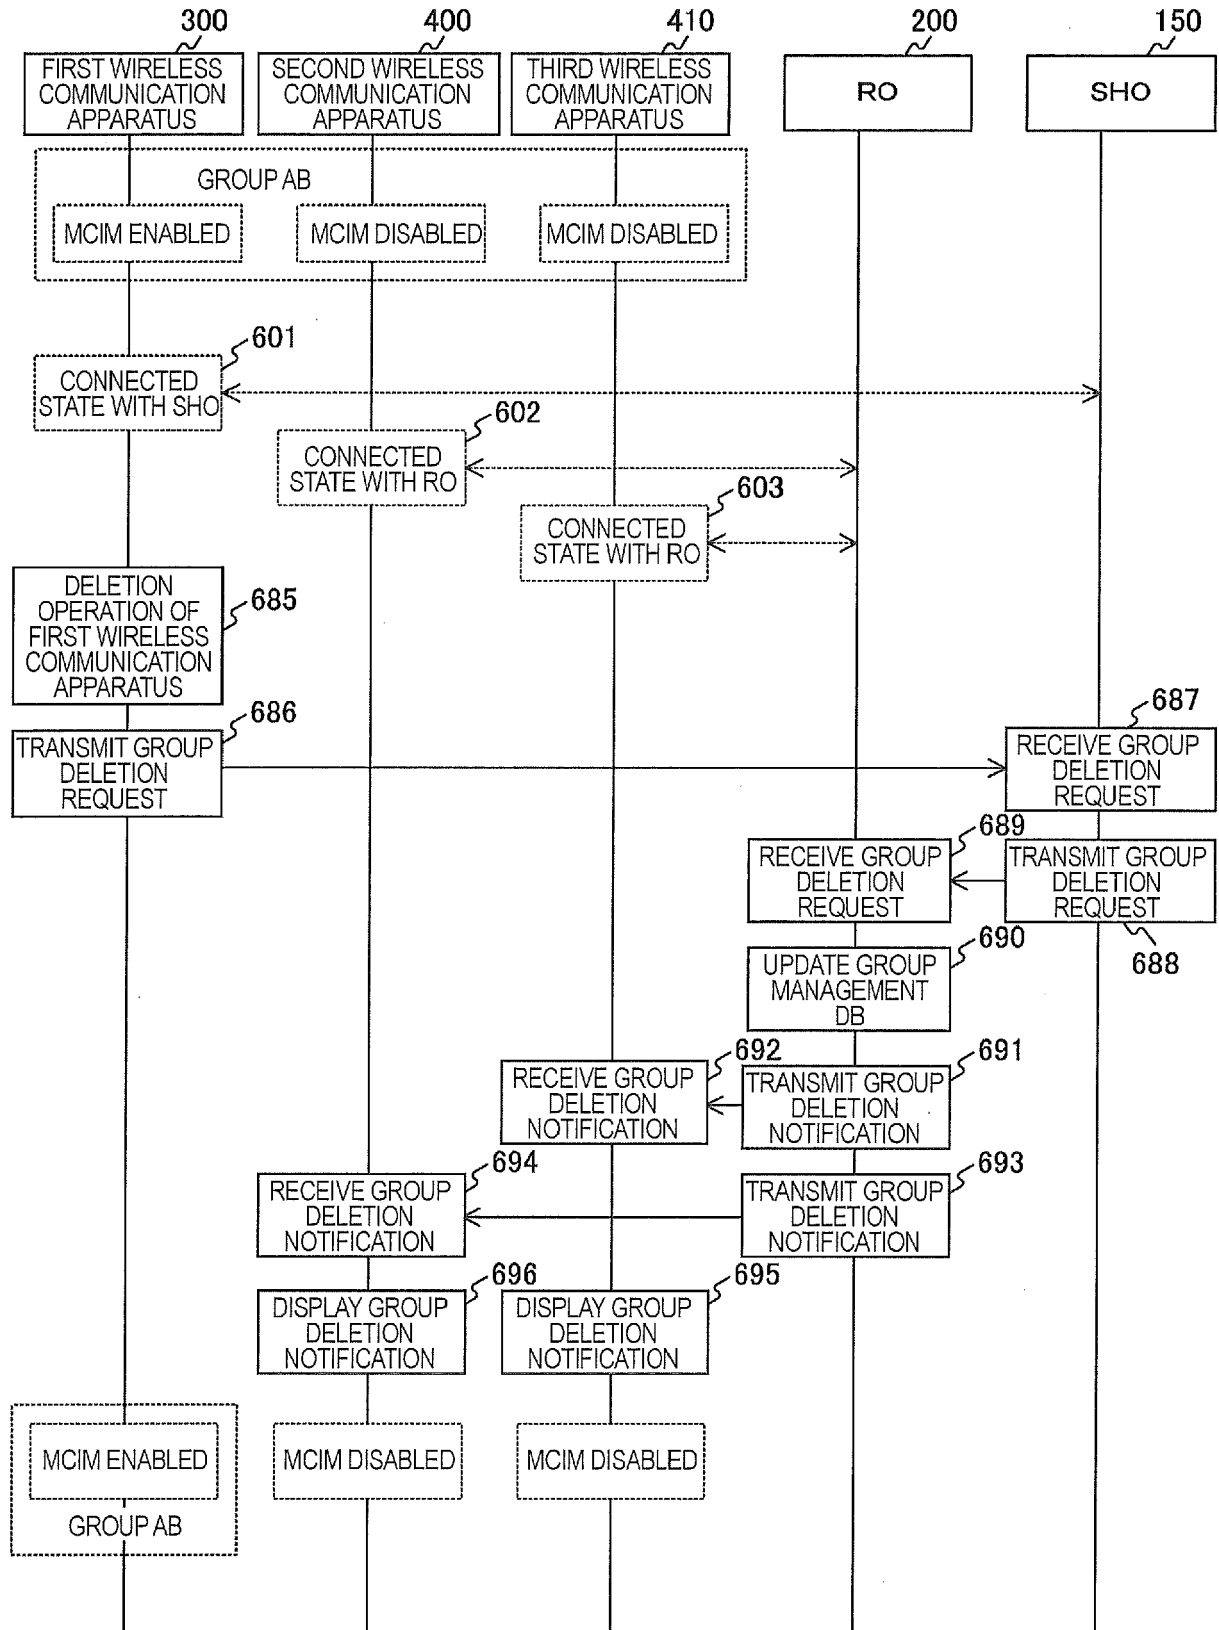 300
400
410
200
150
FIRST WIRELESS
COMMUNICATION
APPARATUS
SECOND WIRELESS
COMMUNICATION
APPARATUS
THIRD WIRELESS
COMMUNICATION
APPARATUS
RO
SHO
GROUP AB
MCIM ENABLED
MCIM DISABLED
MCIM DISABLED
601
CONNECTED
STATE WITH SHO
602
CONNECTED
STATE WITH RO
603
CONNECTED
STATE WITH RO
DELETION
OPERATION OF
FIRST WIRELESS
COMMUNICATION
APPARATUS
685
686
TRANSMIT GROUP
DELETION
REQUEST
687
RECEIVE GROUP
DELETION
REQUEST
689
RECEIVE GROUP
DELETION
REQUEST
TRANSMIT GROUP
DELETION
REQUEST
688
690
UPDATE GROUP
MANAGEMENT
DB
692
RECEIVE GROUP
DELETION
NOTIFICATION
691
TRANSMIT GROUP
DELETION
NOTIFICATION
694
RECEIVE GROUP
DELETION
NOTIFICATION
693
TRANSMIT GROUP
DELETION
NOTIFICATION
696
DISPLAY GROUP
DELETION
NOTIFICATION
695
DISPLAY GROUP
DELETION
NOTIFICATION
MCIM ENABLED
MCIM DISABLED
MCIM DISABLED
GROUP AB